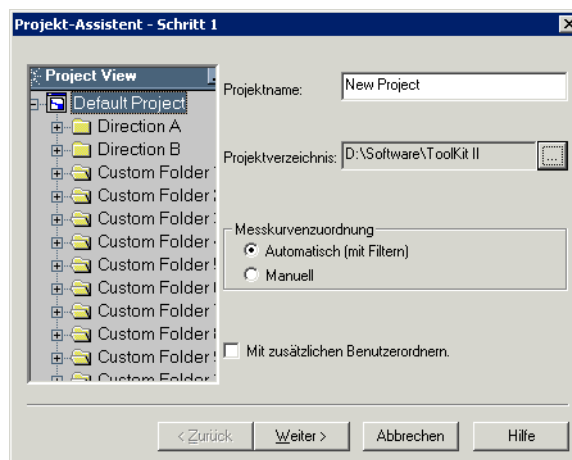 Projekt-Assistent - Schritt 1
Project View
Default Project
Direction A
Direction B
Custom Folder
Custom Folder
Custom Folder
Custom Folder
Custom Folder
Custom Folder
Custom Folder
Custom Folder
Custom Folder
Custom Folder
Projektname:
New Project
Projektverzeichnis:
D:\Software\ToolKit II
...
Messkurvenzuordnung
Automatisch (mit Filtern)
Manuell
Mit zusätzlichen Benutzerordnern.
< Zurück
Weiter >
Abbrechen
Hilfe